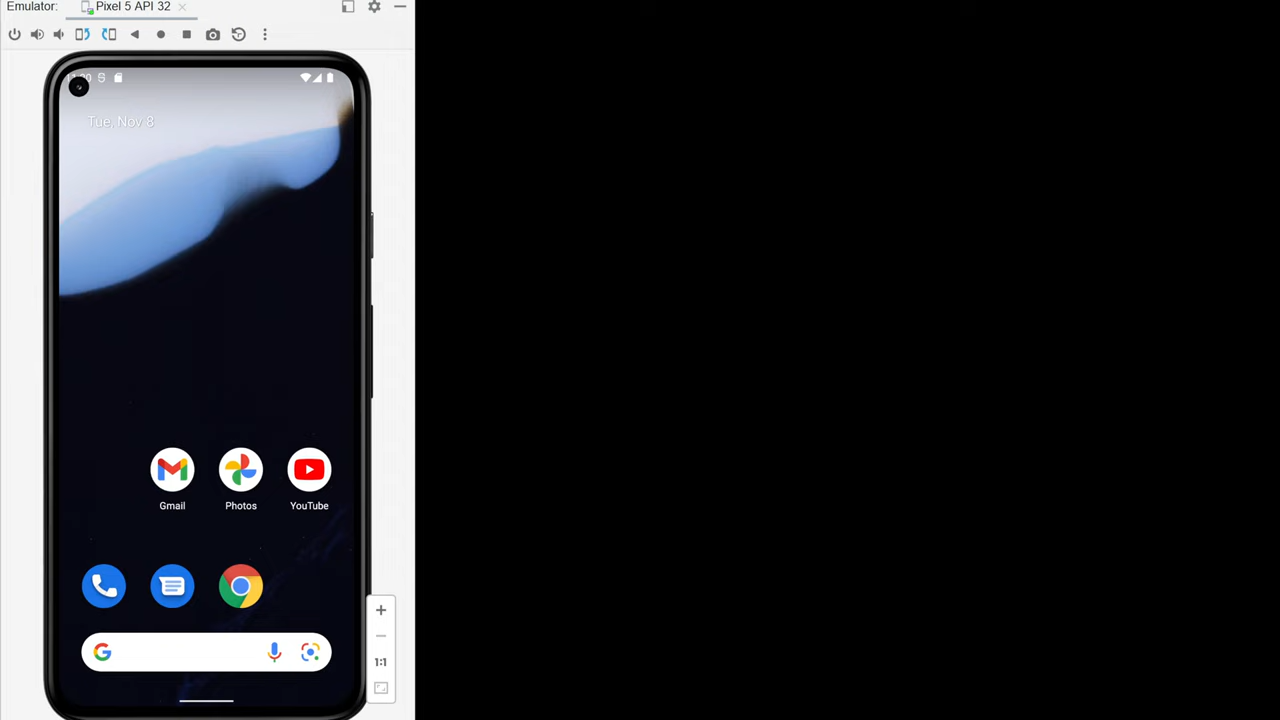 Emulator:
Pixel 5 API 32
Tue, Nov 8
Gmail
Photos
YouTube
1:1